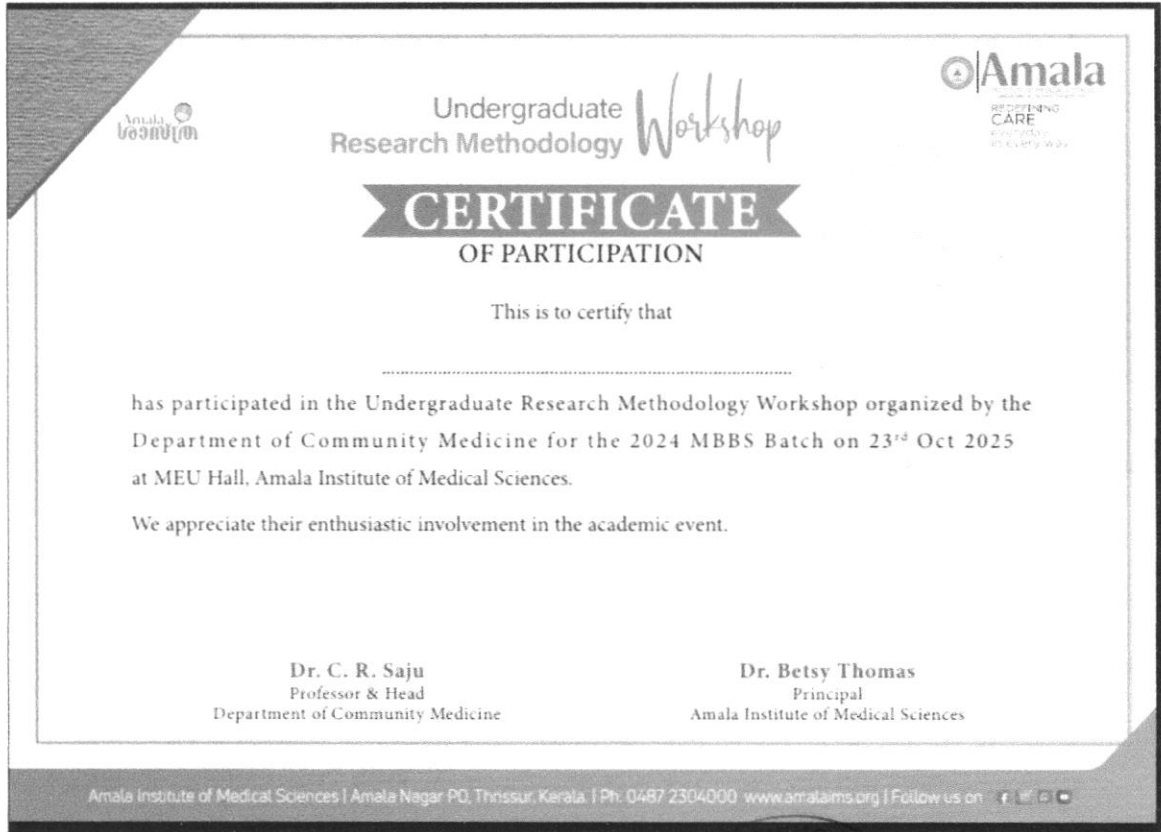 Amala
Undergraduate
Research Methodology Workshop
Amala
REDEFINING
CARE
everyday
in every way
CERTIFICATE
OF PARTICIPATION
This is to certify that
has participated in the Undergraduate Research Methodology Workshop organized by the
Department of Community Medicine for the 2024 MBBS Batch on 23rd Oct 2025
at MEU Hall, Amala Institute of Medical Sciences.
We appreciate their enthusiastic involvement in the academic event.
Dr. C. R. Saju
Professor & Head
Department of Community Medicine
Dr. Betsy Thomas
Principal
Amala Institute of Medical Sciences
Amala Institute of Medical Sciences | Amala Nagar PO, Thrissur, Kerala. | Ph: 0487 2304000 www.amalaims.org | Follow us on